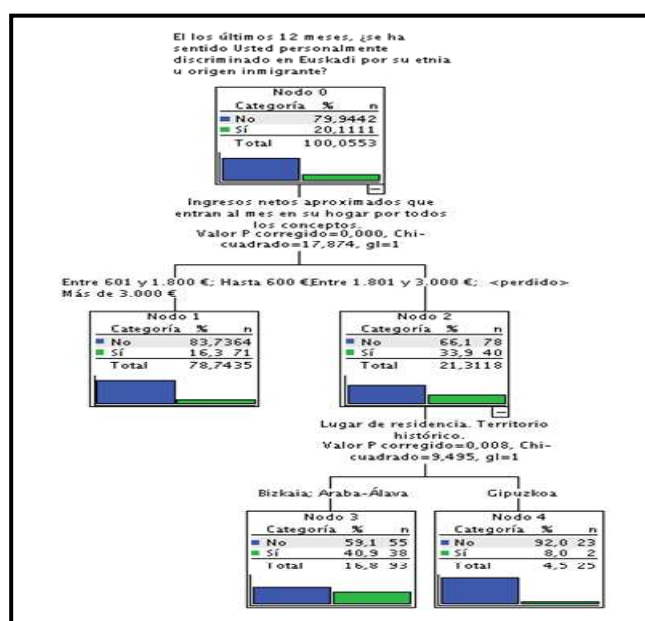 El los últimos 12 meses, ¿se ha
sentido Usted personalmente
discriminado en Euskadi por su etnia
u origen inmigrante?
Nodo 0
Categoría % n
No 79,9442
Sí 20,1111
Total 100,0553
Ingresos netos aproximados que
entran al mes en su hogar por todos
los conceptos.
Valor P corregido=0,000, Chi-
cuadrado=17,874, gl=1
Entre 601 y 1.800 €; Hasta 600 €;
Más de 3.000 €
Entre 1.801 y 3.000 €; <perdido>
Nodo 1
Categoría % n
No 83,7364
Sí 16,3 71
Total 78,7435
Nodo 2
Categoría % n
No 66,1 78
Sí 33,9 40
Total 21,3118
Lugar de residencia. Territorio
histórico.
Valor P corregido=0,008, Chi-
cuadrado=9,495, gl=1
Bizkaia; Araba-Álava
Gipuzkoa
Nodo 3
Categoría % n
No 59,1 55
Sí 40,9 38
Total 16,8 93
Nodo 4
Categoría % n
No 92,0 23
Sí 8,0 2
Total 4,5 25